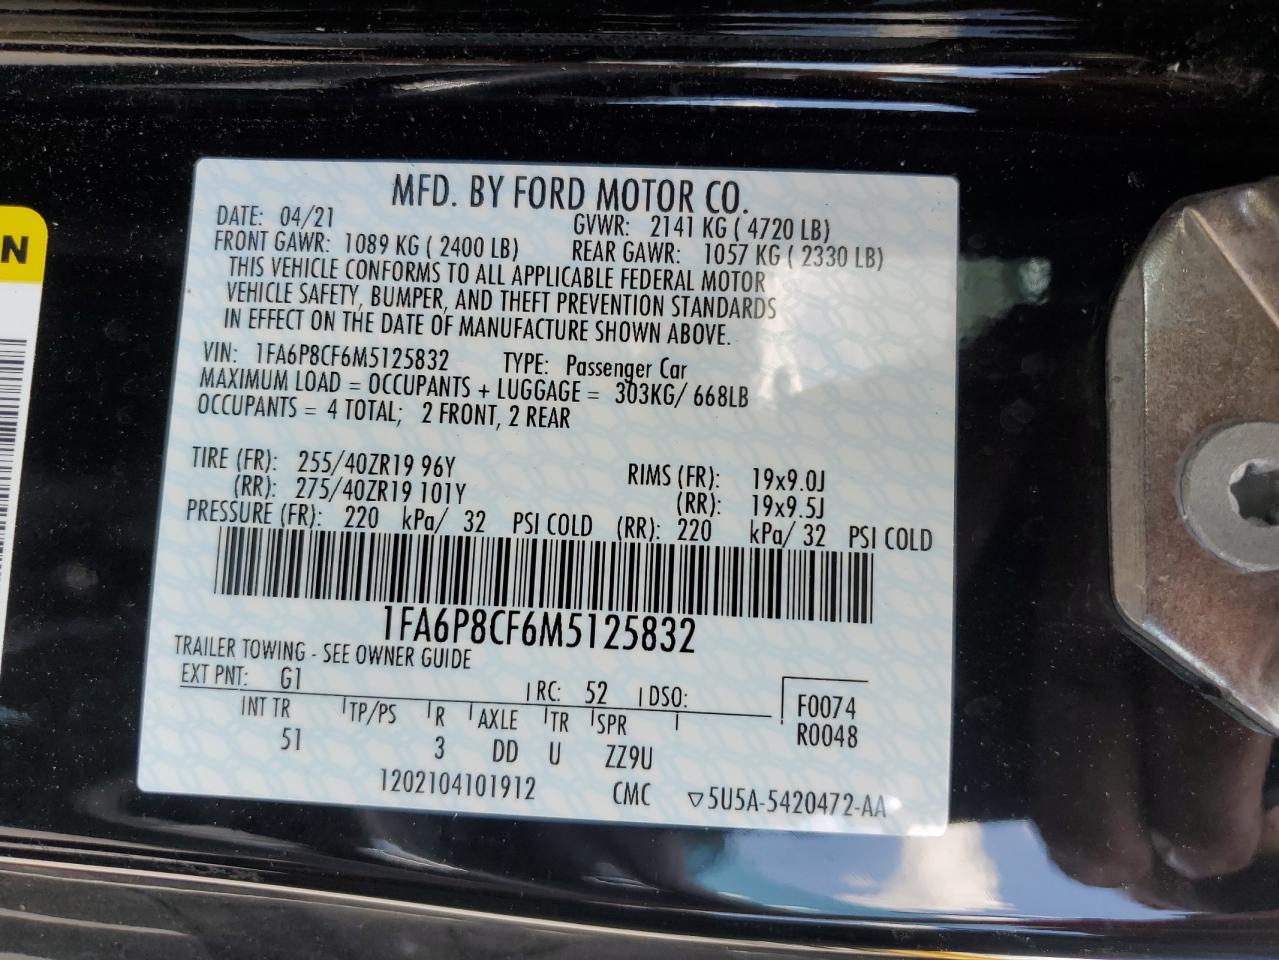 MFD. BY FORD MOTOR CO.
DATE: 04/21 GVWR: 2141 KG ( 4720 LB)
FRONT GAWR: 1089 KG ( 2400 LB) REAR GAWR: 1057 KG ( 2330 LB)
THIS VEHICLE CONFORMS TO ALL APPLICABLE FEDERAL MOTOR
VEHICLE SAFETY, BUMPER, AND THEFT PREVENTION STANDARDS
IN EFFECT ON THE DATE OF MANUFACTURE SHOWN ABOVE.
VIN: 1FA6P8CF6M5125832 TYPE: Passenger Car
MAXIMUM LOAD = OCCUPANTS + LUGGAGE = 303KG/ 668LB
OCCUPANTS = 4 TOTAL; 2 FRONT, 2 REAR
TIRE (FR): 255/40ZR19 96Y RIMS (FR): 19x9.0J
(RR): 275/40ZR19 101Y (RR): 19x9.5J
PRESSURE (FR): 220 kPa/ 32 PSI COLD (RR): 220 kPa/ 32 PSI COLD
1FA6P8CF6M5125832
TRAILER TOWING - SEE OWNER GUIDE
EXT PNT: G1 RC: 52 DSO: F0074
INT TR TP/PS R AXLE TR SPR R0048
51 3 DD U ZZ9U
1202104101912 CMC ▽5U5A-5420472-AA
N